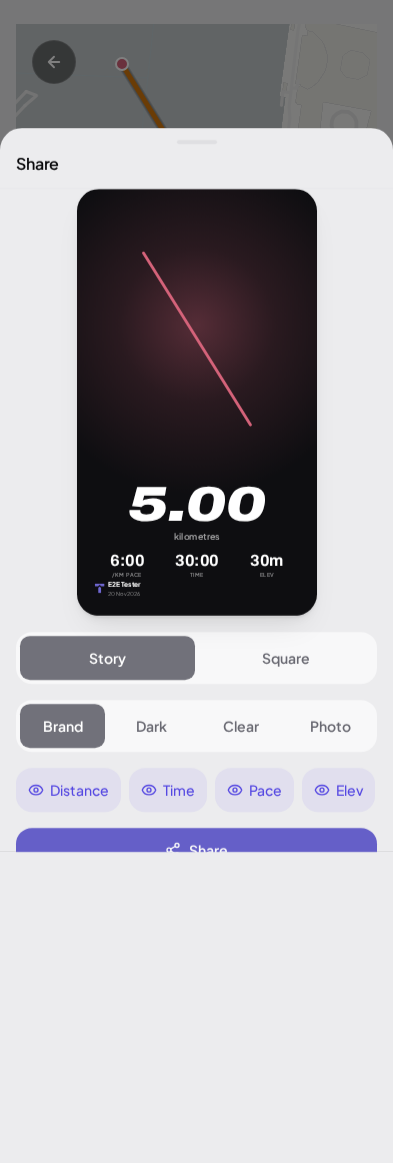 Share
5.00
kilometres
6:00 30:00 30m
/KM PACE TIME ELEV
E2E Tester
20 Nov 2026
Story Square
Brand Dark Clear Photo
Distance Time Pace Elev
Share